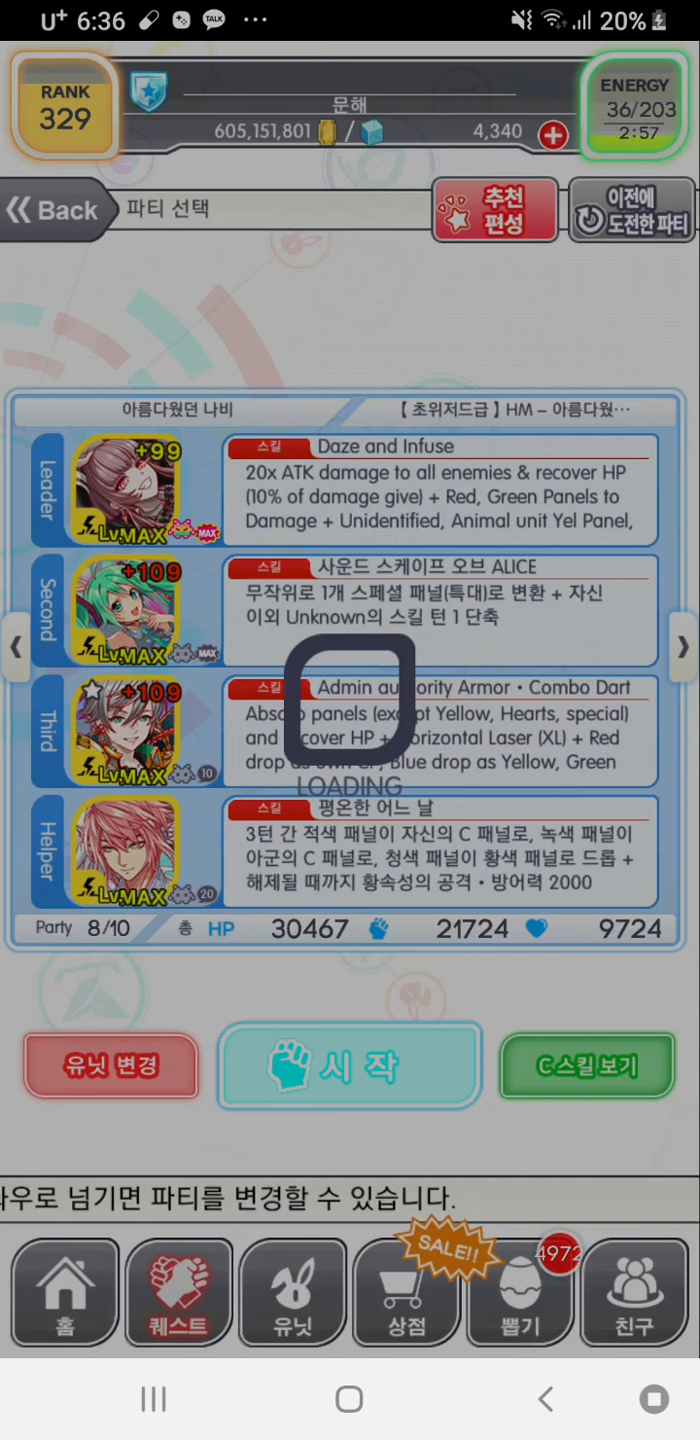 U+ 6:36 TALK ••• 20%
RANK
329
문해
605,151,801 / 4,340
ENERGY
36/203
2:57
Back
파티 선택
추천
편성
이전에
도전한 파티
아름다웠던 나비
【 초위저드급 】 HM – 아름다웠…
Leader
+99
Lv.MAX MAX
스킬 Daze and Infuse
20x ATK damage to all enemies & recover HP
(10% of damage give) + Red, Green Panels to
Damage + Unidentified, Animal unit Yel Panel,
Second
+109
Lv.MAX MAX
스킬 사운드 스케이프 오브 ALICE
무작위로 1개 스페셜 패널(특대)로 변환 + 자신
이외 Unknown의 스킬 턴 1 단축
Third
+109
Lv.MAX 10
스킬 Admin authority Armor • Combo Dart
Absorb panels (except Yellow, Hearts, special)
and recover HP + Horizontal Laser (XL) + Red
drop as own CP, Blue drop as Yellow, Green
LOADING
Helper
Lv.MAX 20
스킬 평온한 어느 날
3턴 간 적색 패널이 자신의 C 패널로, 녹색 패널이
아군의 C 패널로, 청색 패널이 황색 패널로 드롭 +
해제될 때까지 황속성의 공격 • 방어력 2000
Party 8/10 총 HP 30467 21724 9724
유닛 변경
시 작
C스킬 보기
좌우로 넘기면 파티를 변경할 수 있습니다.
SALE!!
4972
홈
퀘스트
유닛
상점
뽑기
친구